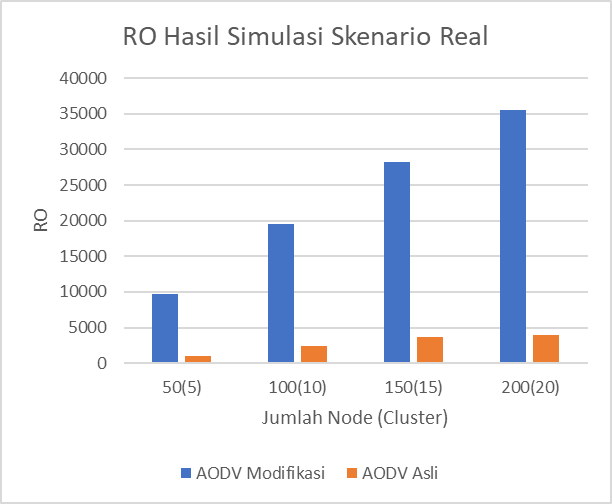 RO Hasil Simulasi Skenario Real
40000
35000
30000
25000
20000
15000
10000
5000
0
RO
50(5) 100(10) 150(15) 200(20)
Jumlah Node (Cluster)
AODV Modifikasi AODV Asli